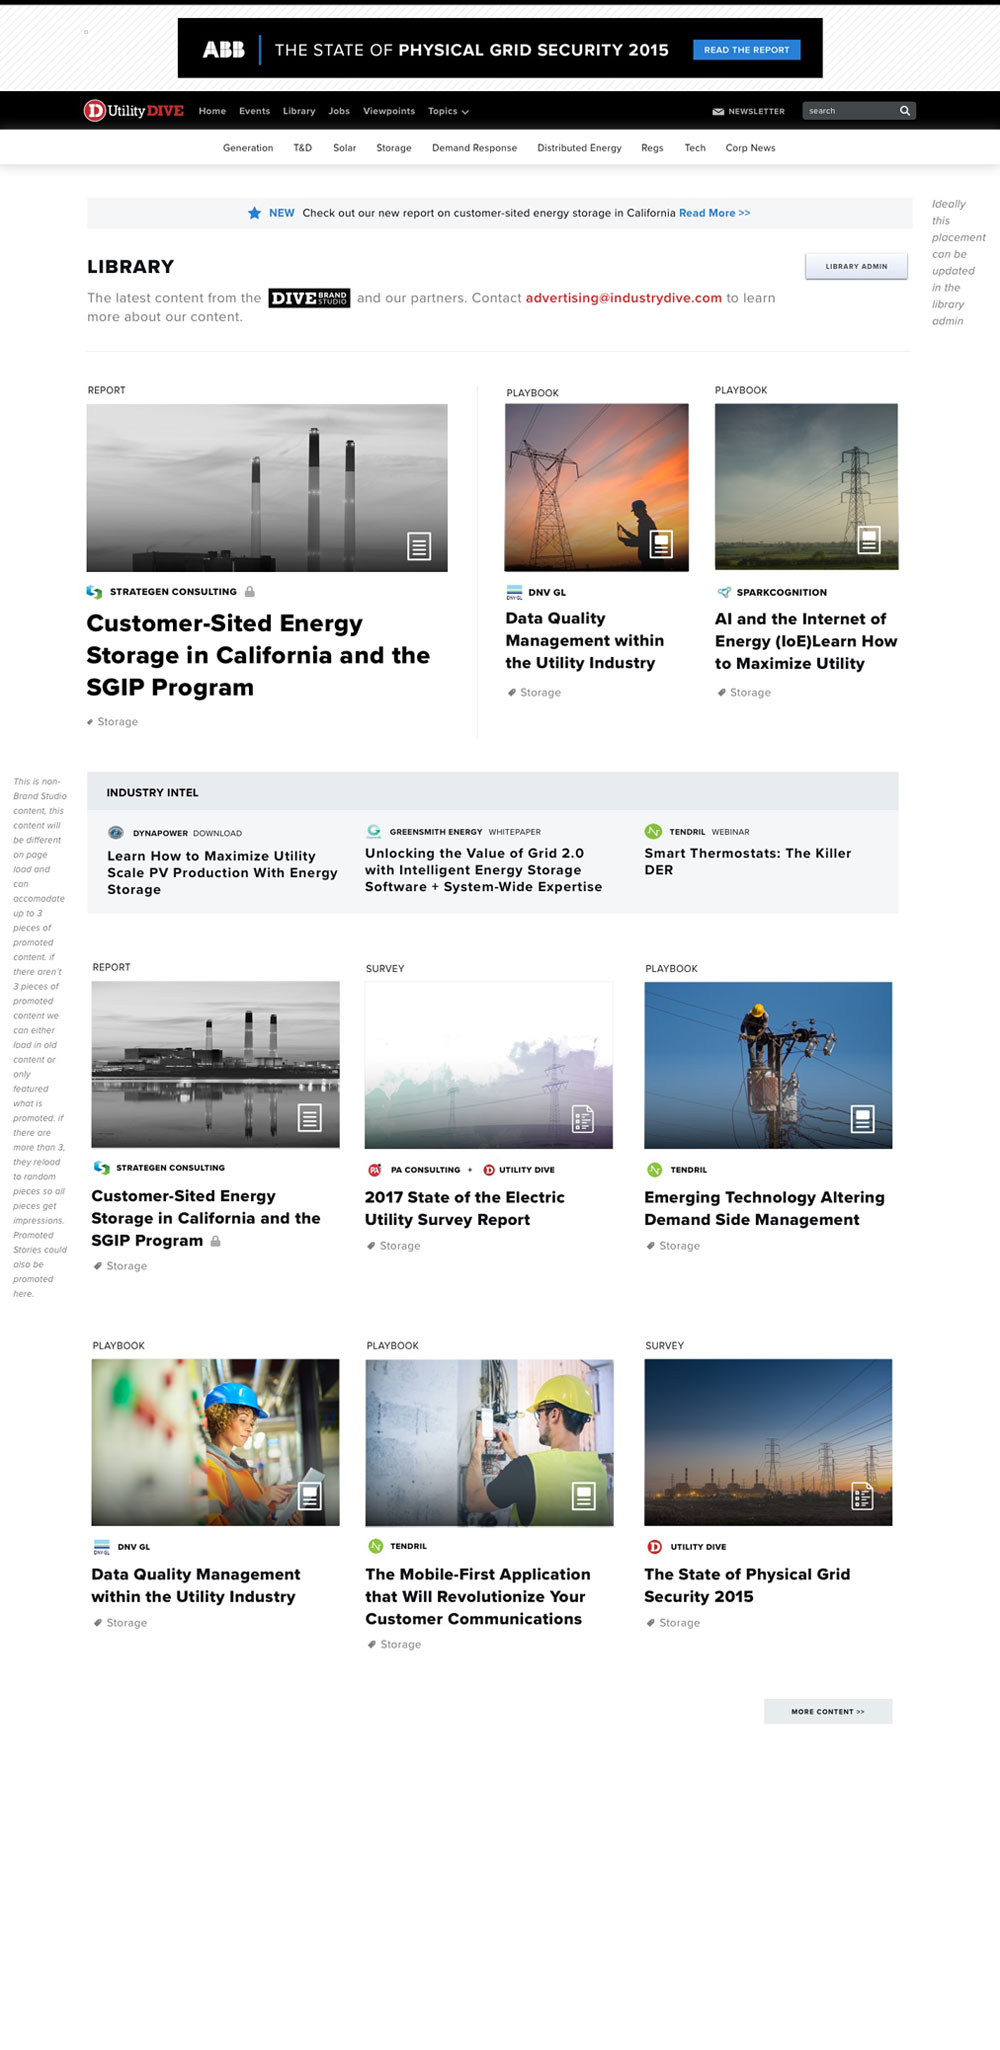 ABB THE STATE OF PHYSICAL GRID SECURITY 2015 READ THE REPORT
D Utility DIVE Home Events Library Jobs Viewpoints Topics NEWSLETTER search
Generation T&D Solar Storage Demand Response Distributed Energy Regs Tech Corp News
NEW Check out our new report on customer-sited energy storage in California Read More >>
Ideally
this
placement
can be
updated
in the
library
admin
LIBRARY
LIBRARY ADMIN
The latest content from the DIVE BRAND STUDIO and our partners. Contact advertising@industrydive.com to learn
more about our content.
REPORT
STRATEGEN CONSULTING
Customer-Sited Energy
Storage in California and the
SGIP Program
Storage
PLAYBOOK
DNV GL
DNV·GL
Data Quality
Management within
the Utility Industry
Storage
PLAYBOOK
SPARKCOGNITION
AI and the Internet of
Energy (IoE)Learn How
to Maximize Utility
Storage
This is non-
Brand Studio
content, this
content will
be different
on page
load and
can
accomodate
up to 3
pieces of
promoted
content. if
there aren't
3 pieces of
promoted
content we
can either
load in old
content or
only
featured
what is
promoted. if
there are
more than 3,
they reload
to random
pieces so all
pieces get
impressions.
Promoted
Stories could
also be
promoted
here.
INDUSTRY INTEL
DYNAPOWER DOWNLOAD
Learn How to Maximize Utility
Scale PV Production With Energy
Storage
GREENSMITH ENERGY WHITEPAPER
Unlocking the Value of Grid 2.0
with Intelligent Energy Storage
Software + System-Wide Expertise
TENDRIL WEBINAR
Smart Thermostats: The Killer
DER
REPORT
STRATEGEN CONSULTING
Customer-Sited Energy
Storage in California and the
SGIP Program
Storage
SURVEY
PA PA CONSULTING + D UTILITY DIVE
2017 State of the Electric
Utility Survey Report
Storage
PLAYBOOK
TENDRIL
Emerging Technology Altering
Demand Side Management
Storage
PLAYBOOK
DNV GL
DNV·GL
Data Quality Management
within the Utility Industry
Storage
PLAYBOOK
TENDRIL
The Mobile-First Application
that Will Revolutionize Your
Customer Communications
Storage
SURVEY
D UTILITY DIVE
The State of Physical Grid
Security 2015
Storage
MORE CONTENT >>